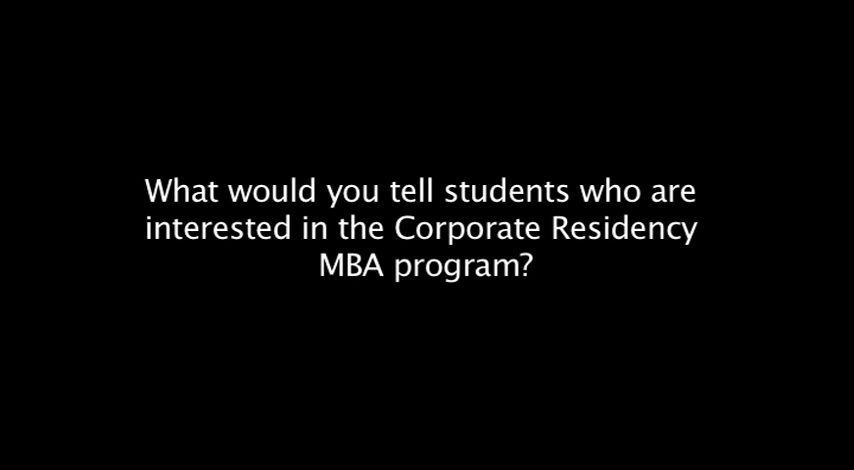 What would you tell students who are
interested in the Corporate Residency
MBA program?